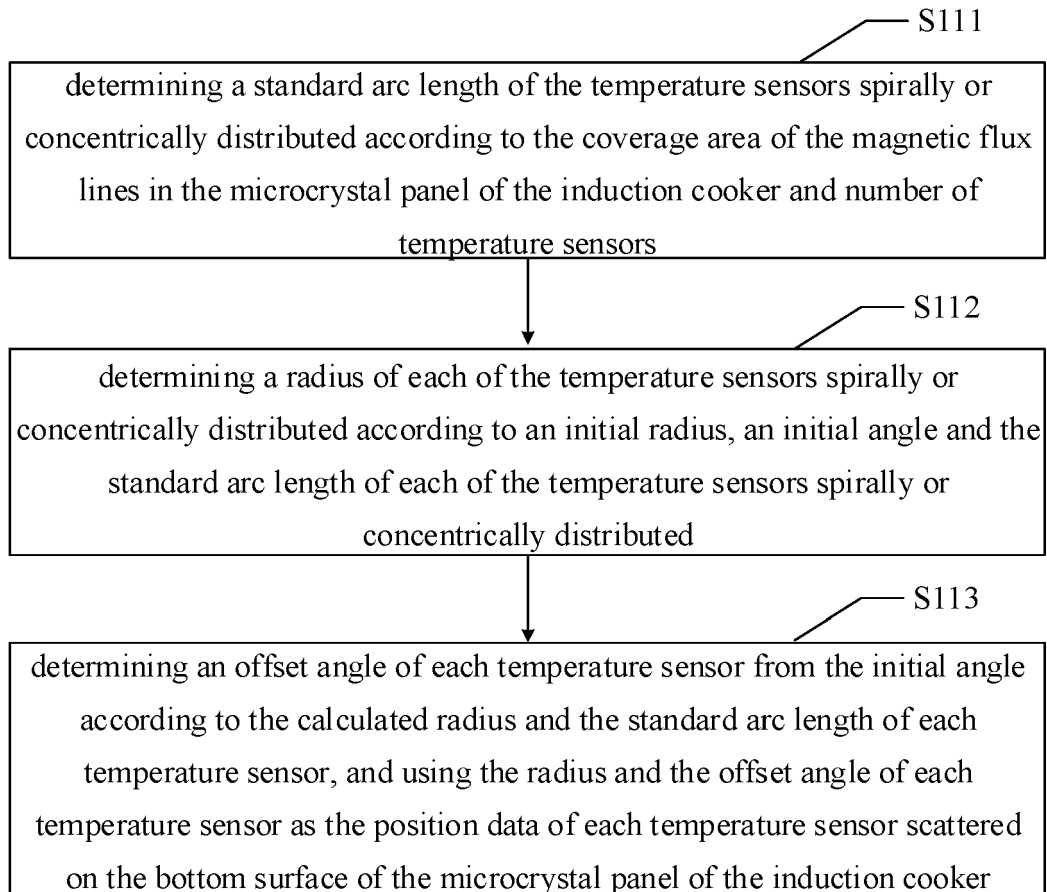 S111
determining a standard arc length of the temperature sensors spirally or
concentrically distributed according to the coverage area of the magnetic flux
lines in the microcrystal panel of the induction cooker and number of
temperature sensors
S112
determining a radius of each of the temperature sensors spirally or
concentrically distributed according to an initial radius, an initial angle and the
standard arc length of each of the temperature sensors spirally or
concentrically distributed
S113
determining an offset angle of each temperature sensor from the initial angle
according to the calculated radius and the standard arc length of each
temperature sensor, and using the radius and the offset angle of each
temperature sensor as the position data of each temperature sensor scattered
on the bottom surface of the microcrystal panel of the induction cooker